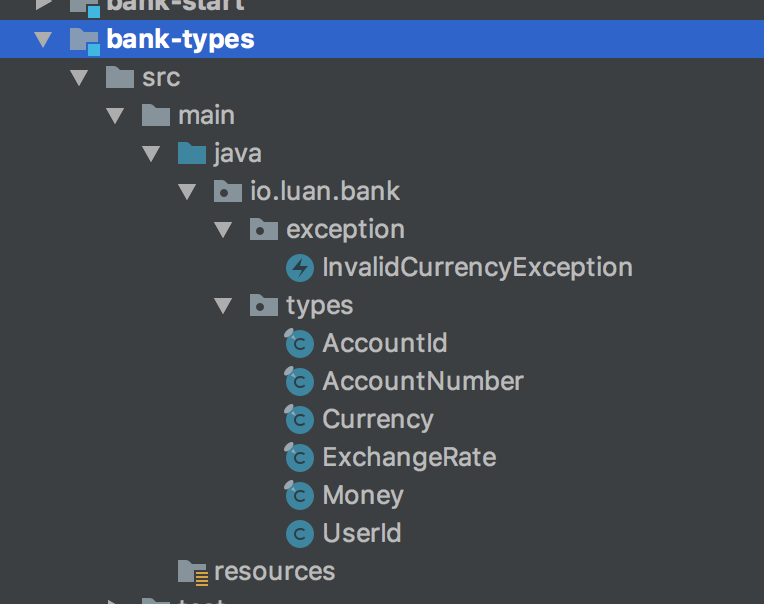 bank-start
bank-types
src
main
java
io.luan.bank
exception
InvalidCurrencyException
types
AccountId
AccountNumber
Currency
ExchangeRate
Money
UserId
resources
test